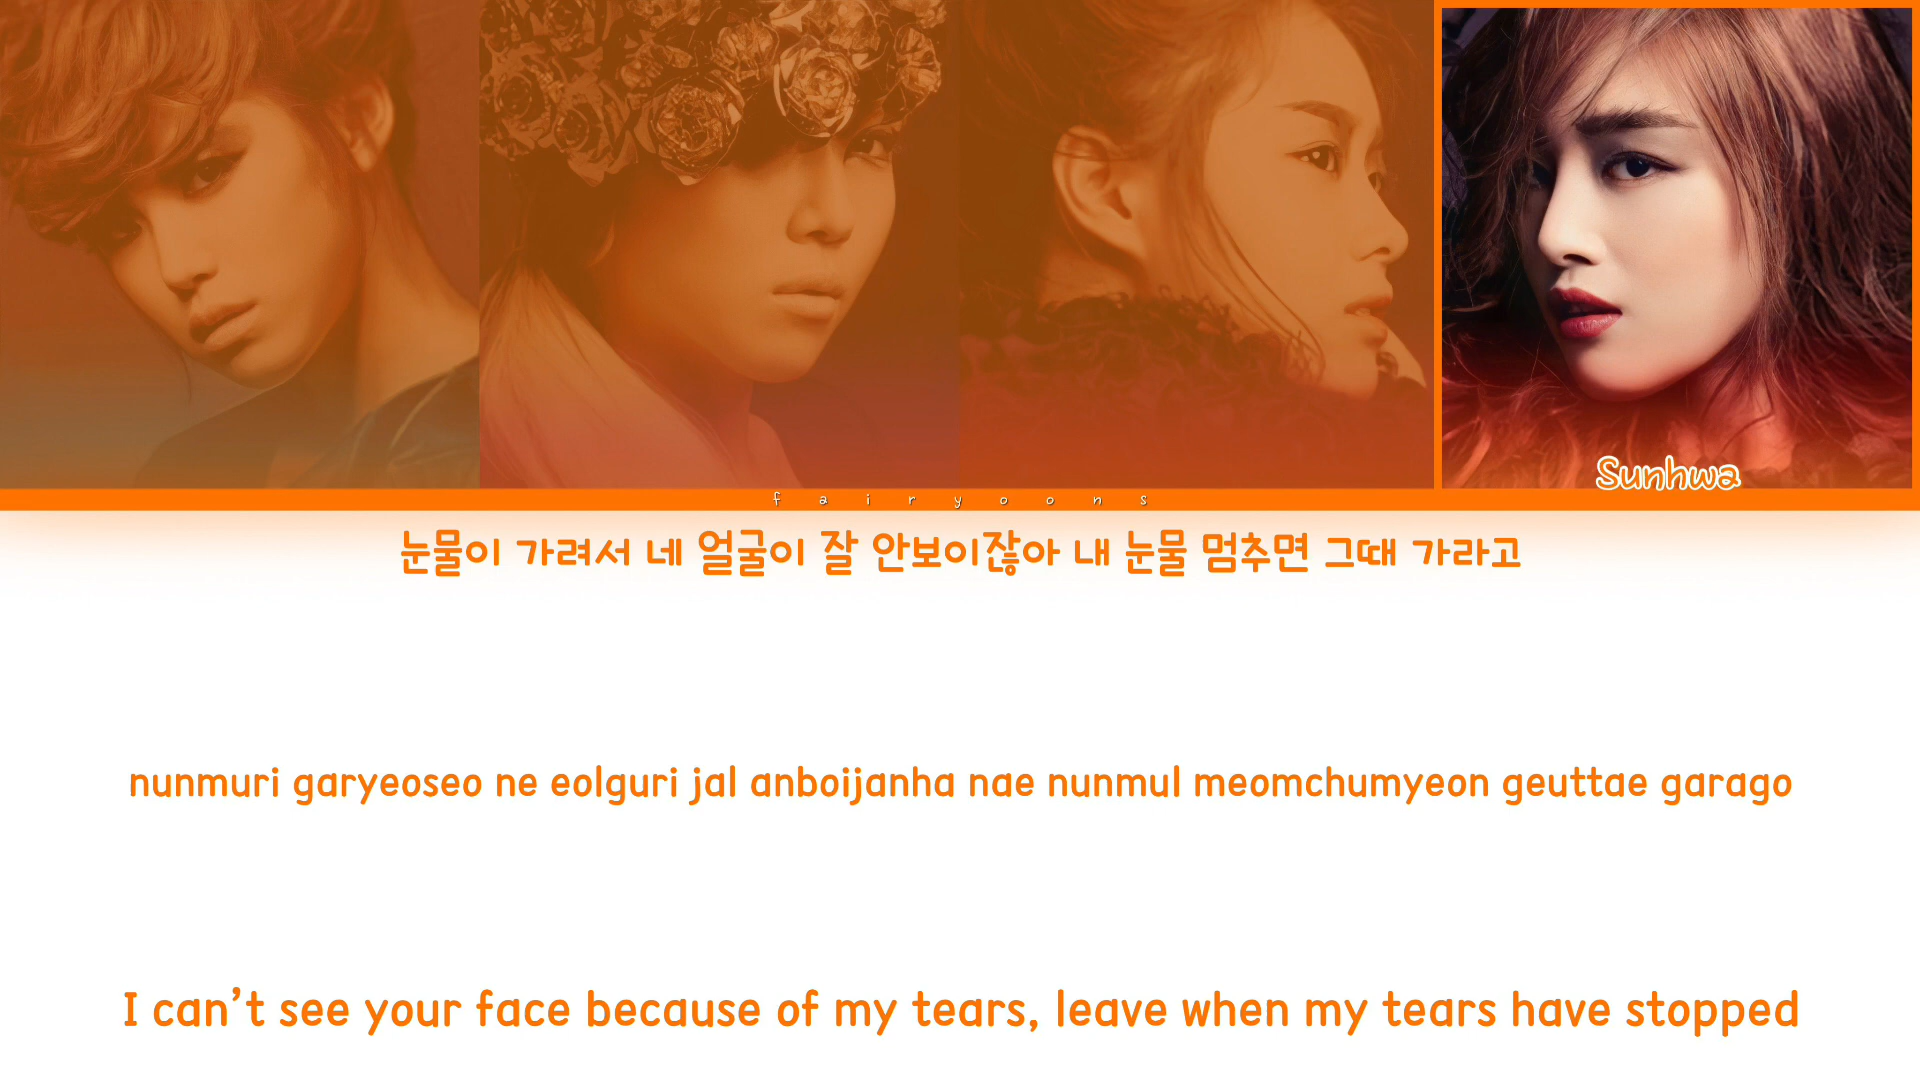 Sunhwa
fairyoons
눈물이 가려서 네 얼굴이 잘 안보이잖아 내 눈물 멈추면 그때 가라고
nunmuri garyeoseo ne eolguri jal anboijanha nae nunmul meomchumyeon geuttae garago
I can’t see your face because of my tears, leave when my tears have stopped